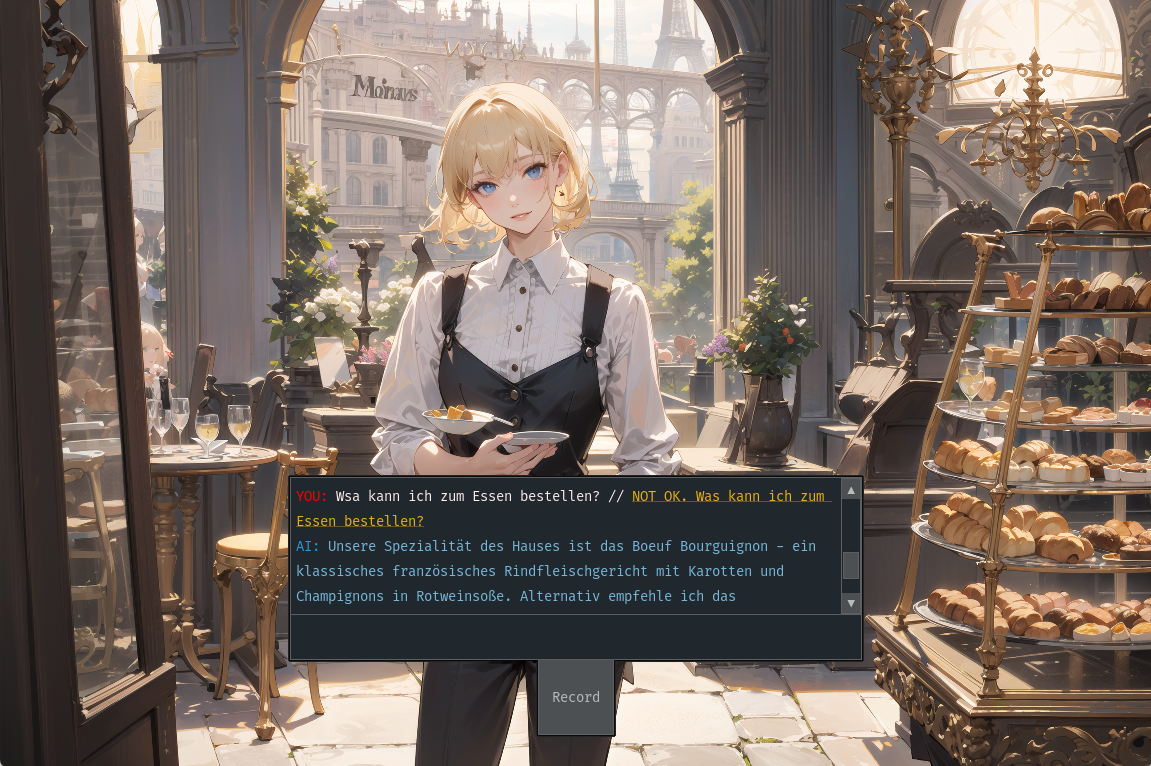 YOU: Wsa kann ich zum Essen bestellen? // NOT OK. Was kann ich zum
Essen bestellen?
AI: Unsere Spezialität des Hauses ist das Boeuf Bourguignon - ein
klassisches französisches Rindfleischgericht mit Karotten und
Champignons in Rotweinsoße. Alternativ empfehle ich das
Record